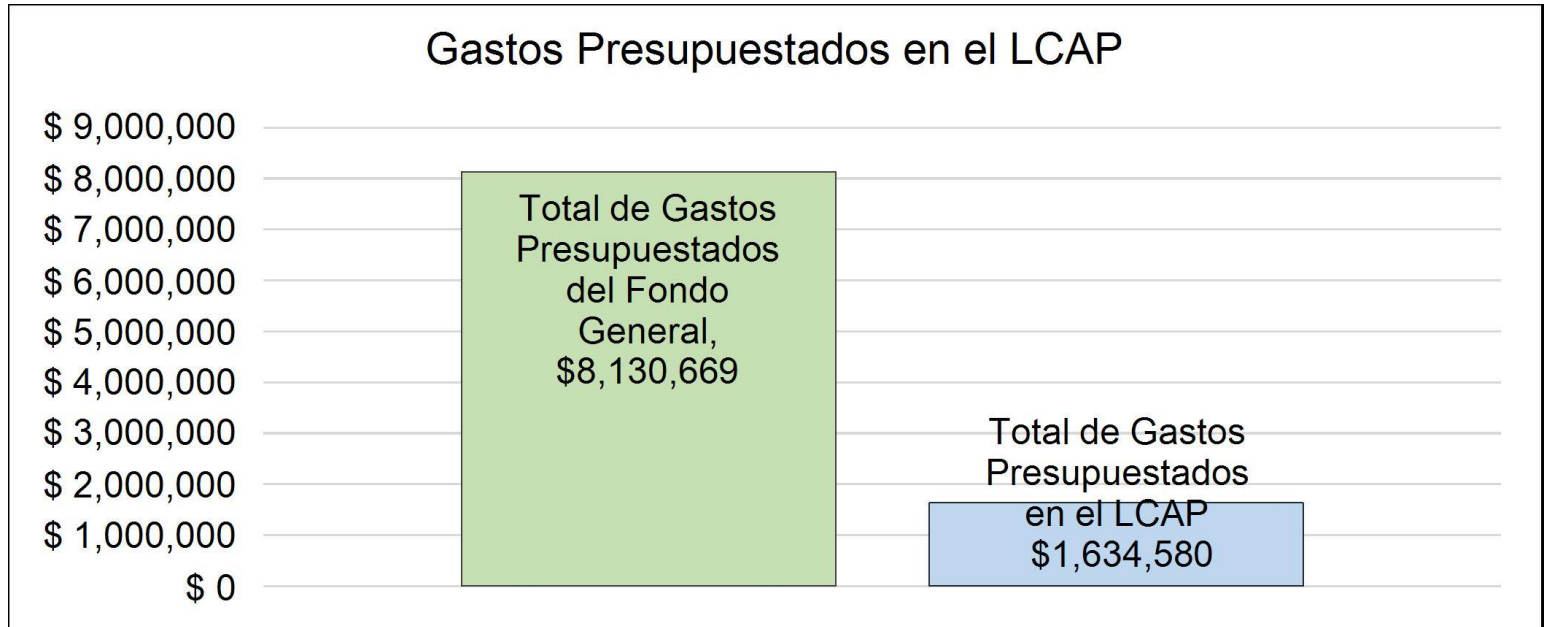 Gastos Presupuestados en el LCAP
$ 9,000,000
$ 8,000,000
$ 7,000,000
$ 6,000,000
$ 5,000,000
$ 4,000,000
$ 3,000,000
$ 2,000,000
$ 1,000,000
$ 0
Total de Gastos
Presupuestados
del Fondo
General,
$8,130,669
Total de Gastos
Presupuestados
en el LCAP
$1,634,580